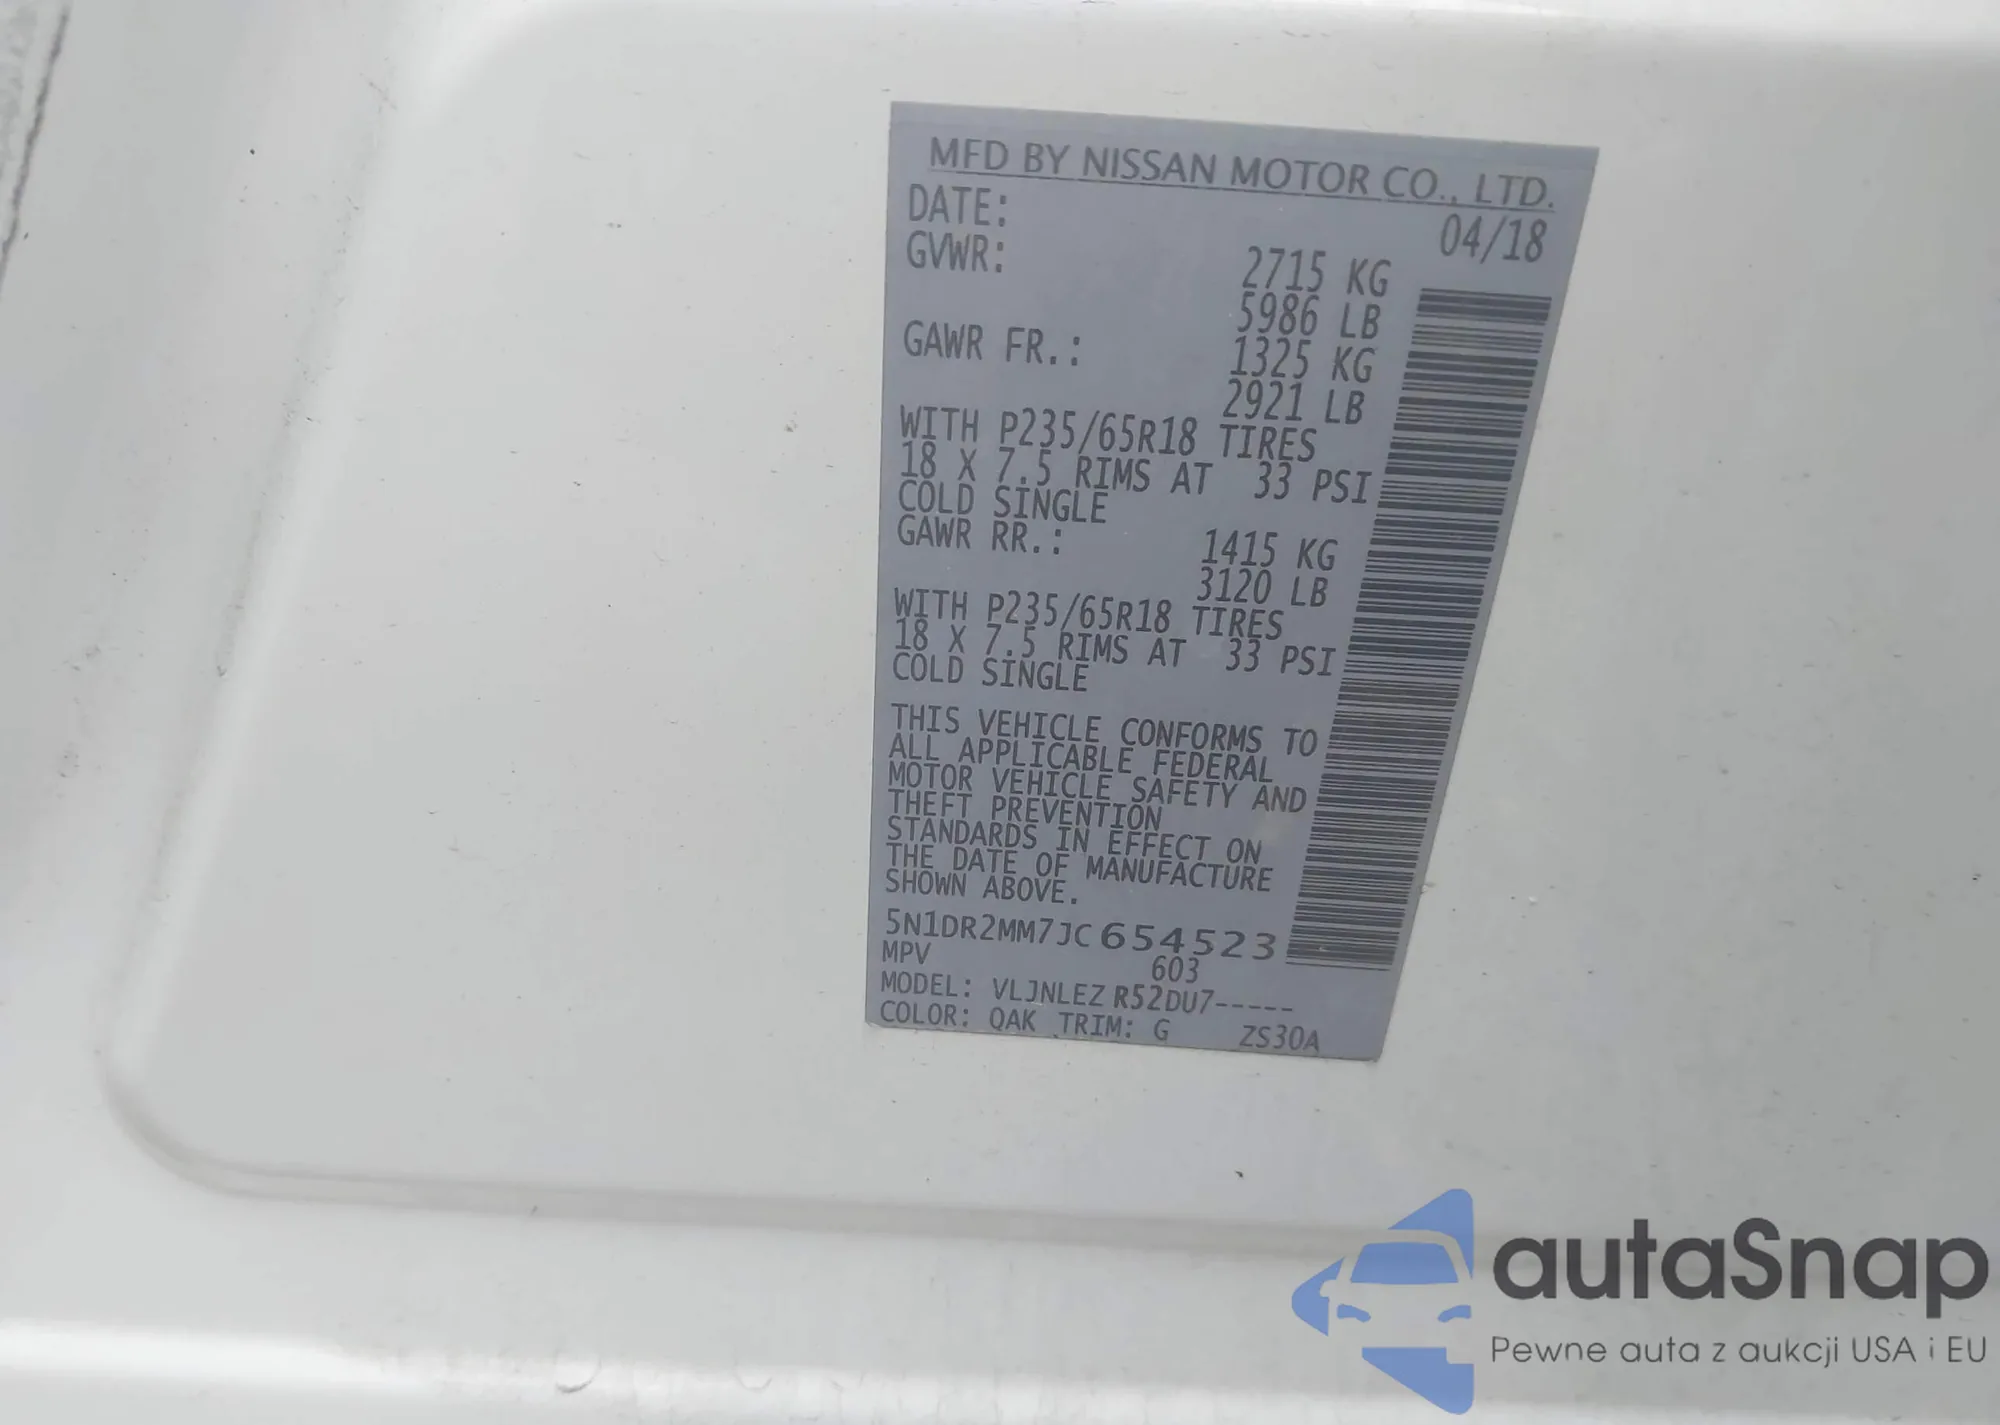 MFD BY NISSAN MOTOR CO., LTD.
DATE: 04/18
GVWR: 2715 KG
5986 LB
GAWR FR.: 1325 KG
2921 LB
WITH P235/65R18 TIRES
18 X 7.5 RIMS AT 33 PSI
COLD SINGLE
GAWR RR.: 1415 KG
3120 LB
WITH P235/65R18 TIRES
18 X 7.5 RIMS AT 33 PSI
COLD SINGLE
THIS VEHICLE CONFORMS TO
ALL APPLICABLE FEDERAL
MOTOR VEHICLE SAFETY AND
THEFT PREVENTION
STANDARDS IN EFFECT ON
THE DATE OF MANUFACTURE
SHOWN ABOVE.
5N1DR2MM7JC654523
MPV 603
MODEL: VLJNLEZ R52DU7-----
COLOR: QAK TRIM: G ZS30A
autaSnap
Pewne auta z aukcji USA i EU